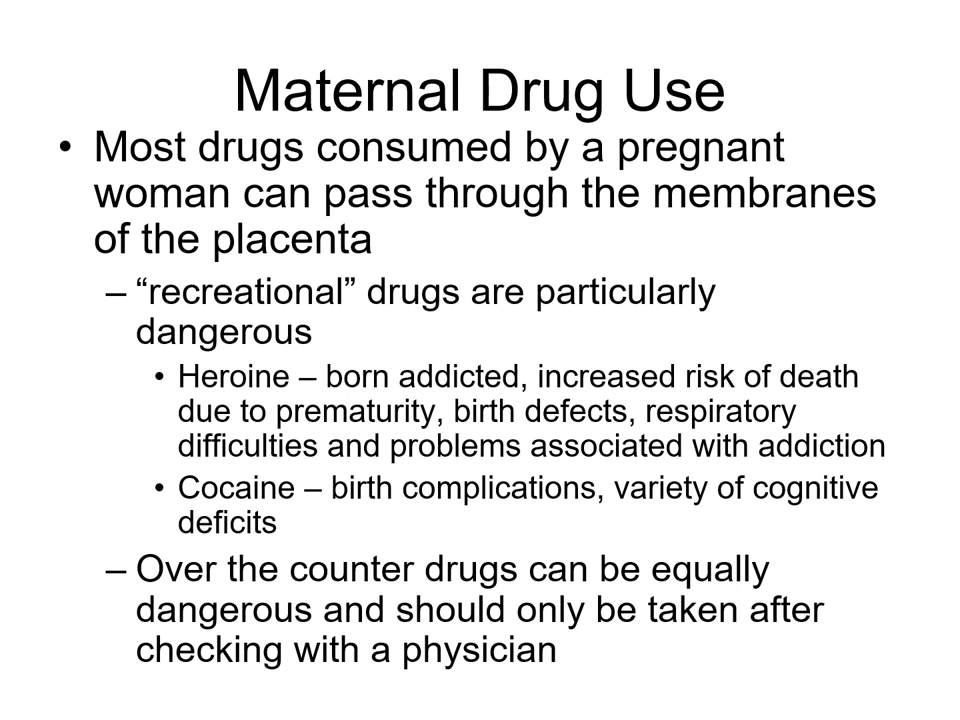 Maternal Drug Use
• Most drugs consumed by a pregnant
woman can pass through the membranes
of the placenta
– “recreational” drugs are particularly
dangerous
• Heroine – born addicted, increased risk of death
due to prematurity, birth defects, respiratory
difficulties and problems associated with addiction
• Cocaine – birth complications, variety of cognitive
deficits
– Over the counter drugs can be equally
dangerous and should only be taken after
checking with a physician